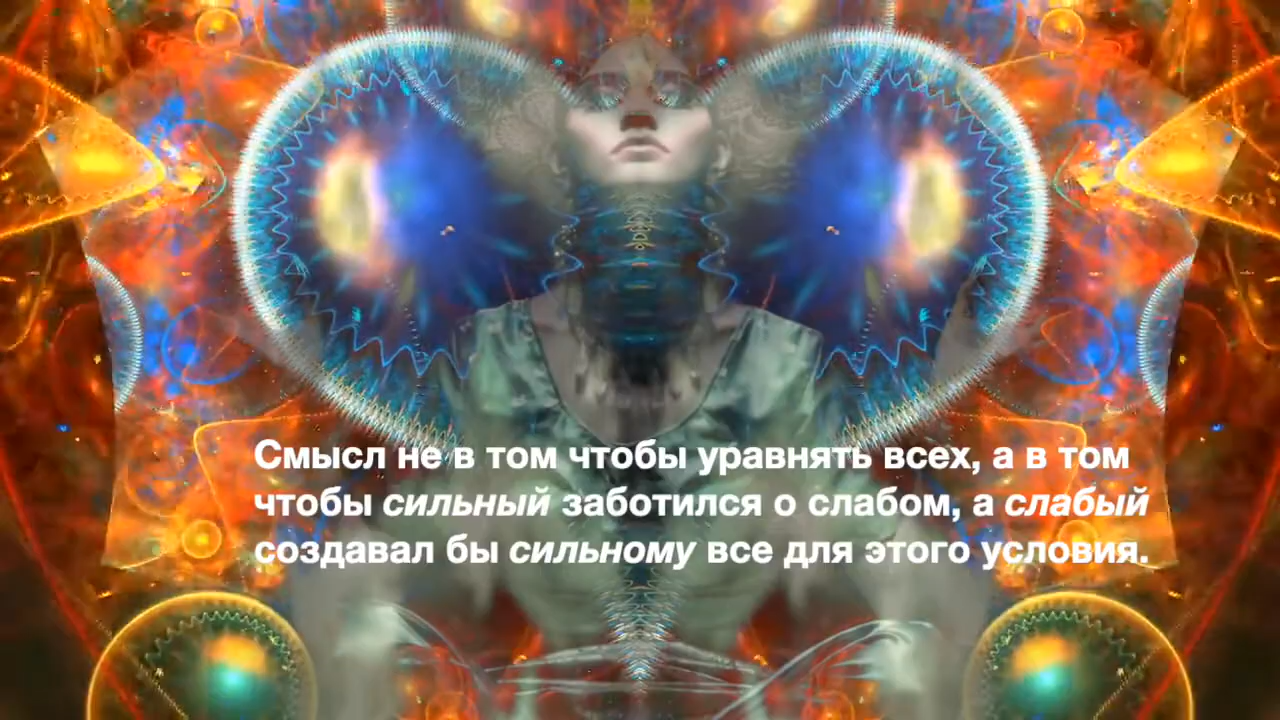 Смысл не в том чтобы уравнять всех, а в том
чтобы сильный заботился о слабом, а слабый
создавал бы сильному все для этого условия.